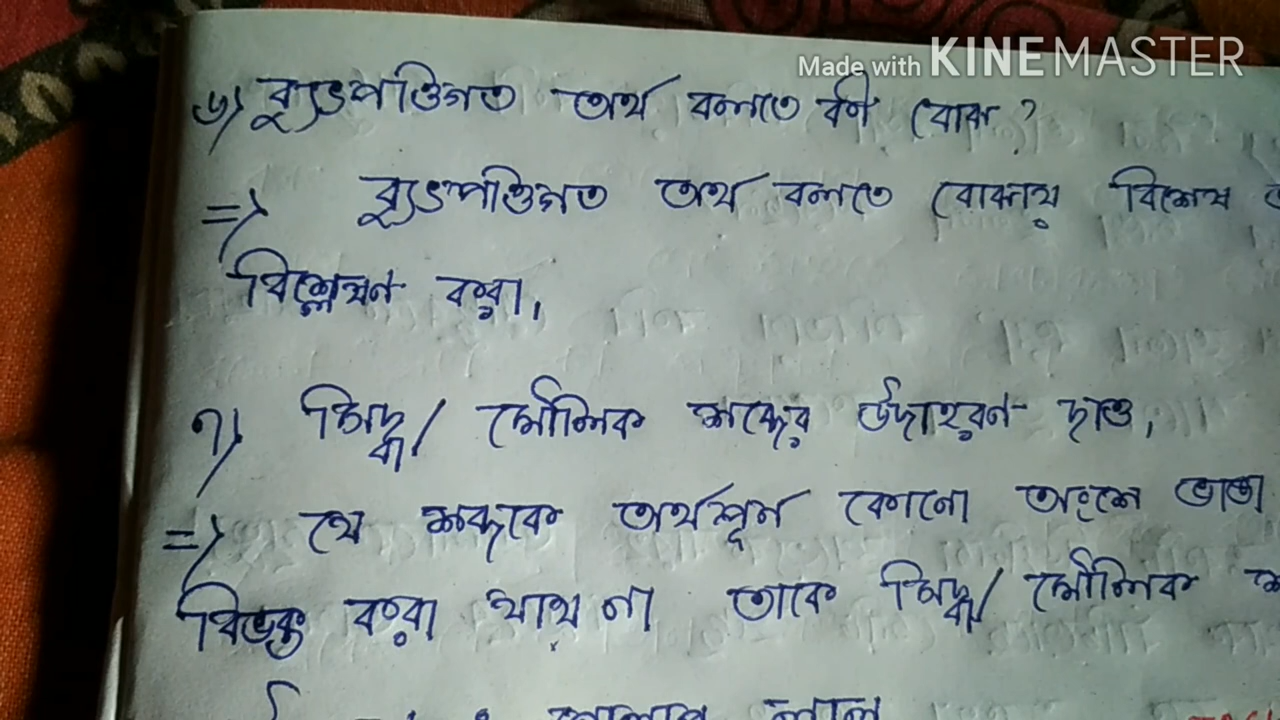 Made with KINEMASTER
৬) ব্যুৎপত্তিগত অর্থ বলতে কী বোঝ?
=> ব্যুৎপত্তিগত অর্থ বলতে বোঝায় বিশেষ
বিশ্লেষণ করা।
৭) সিদ্ধ/ মৌলিক শব্দের উদাহরণ দাও।
=> যে শব্দকে অর্থপূর্ণ কোনো অংশে ভাঙা
বিভক্ত করা যায় না তাকে সিদ্ধ/ মৌলিক
গোলাপ লাল